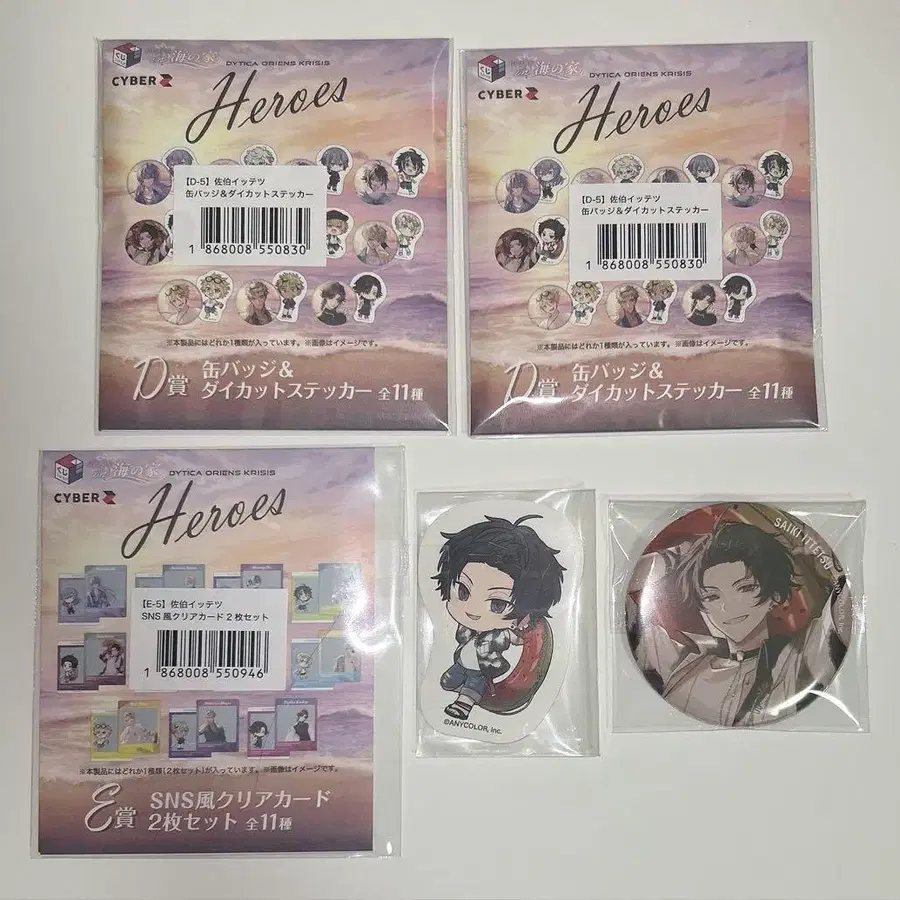 くじ
海の家
DYTICA ORIENS KRISIS
CYBER Z
Heroes
【D-5】佐伯イッテツ
缶バッジ＆ダイカットステッカー
1 868008 550830
※本製品にはどれか1種類が入っています。※画像はイメージです。
D賞
缶バッジ＆
ダイカットステッカー 全11種
くじ
海の家
DYTICA ORIENS KRISIS
CYBER Z
Heroes
【D-5】佐伯イッテツ
缶バッジ＆ダイカットステッカー
1 868008 550830
※本製品にはどれか1種類が入っています。※画像はイメージです。
D賞
缶バッジ＆
ダイカットステッカー 全11種
くじ
海の家
DYTICA ORIENS KRISIS
CYBER Z
Heroes
【E-5】佐伯イッテツ
SNS風クリアカード２枚セット
1 868008 550946
※本製品にはどれか1種類(2枚セット)が入っています。※画像はイメージです。
E賞
SNS風クリアカード
2枚セット 全11種
©ANYCOLOR, Inc.
SAIKI ITTETSU